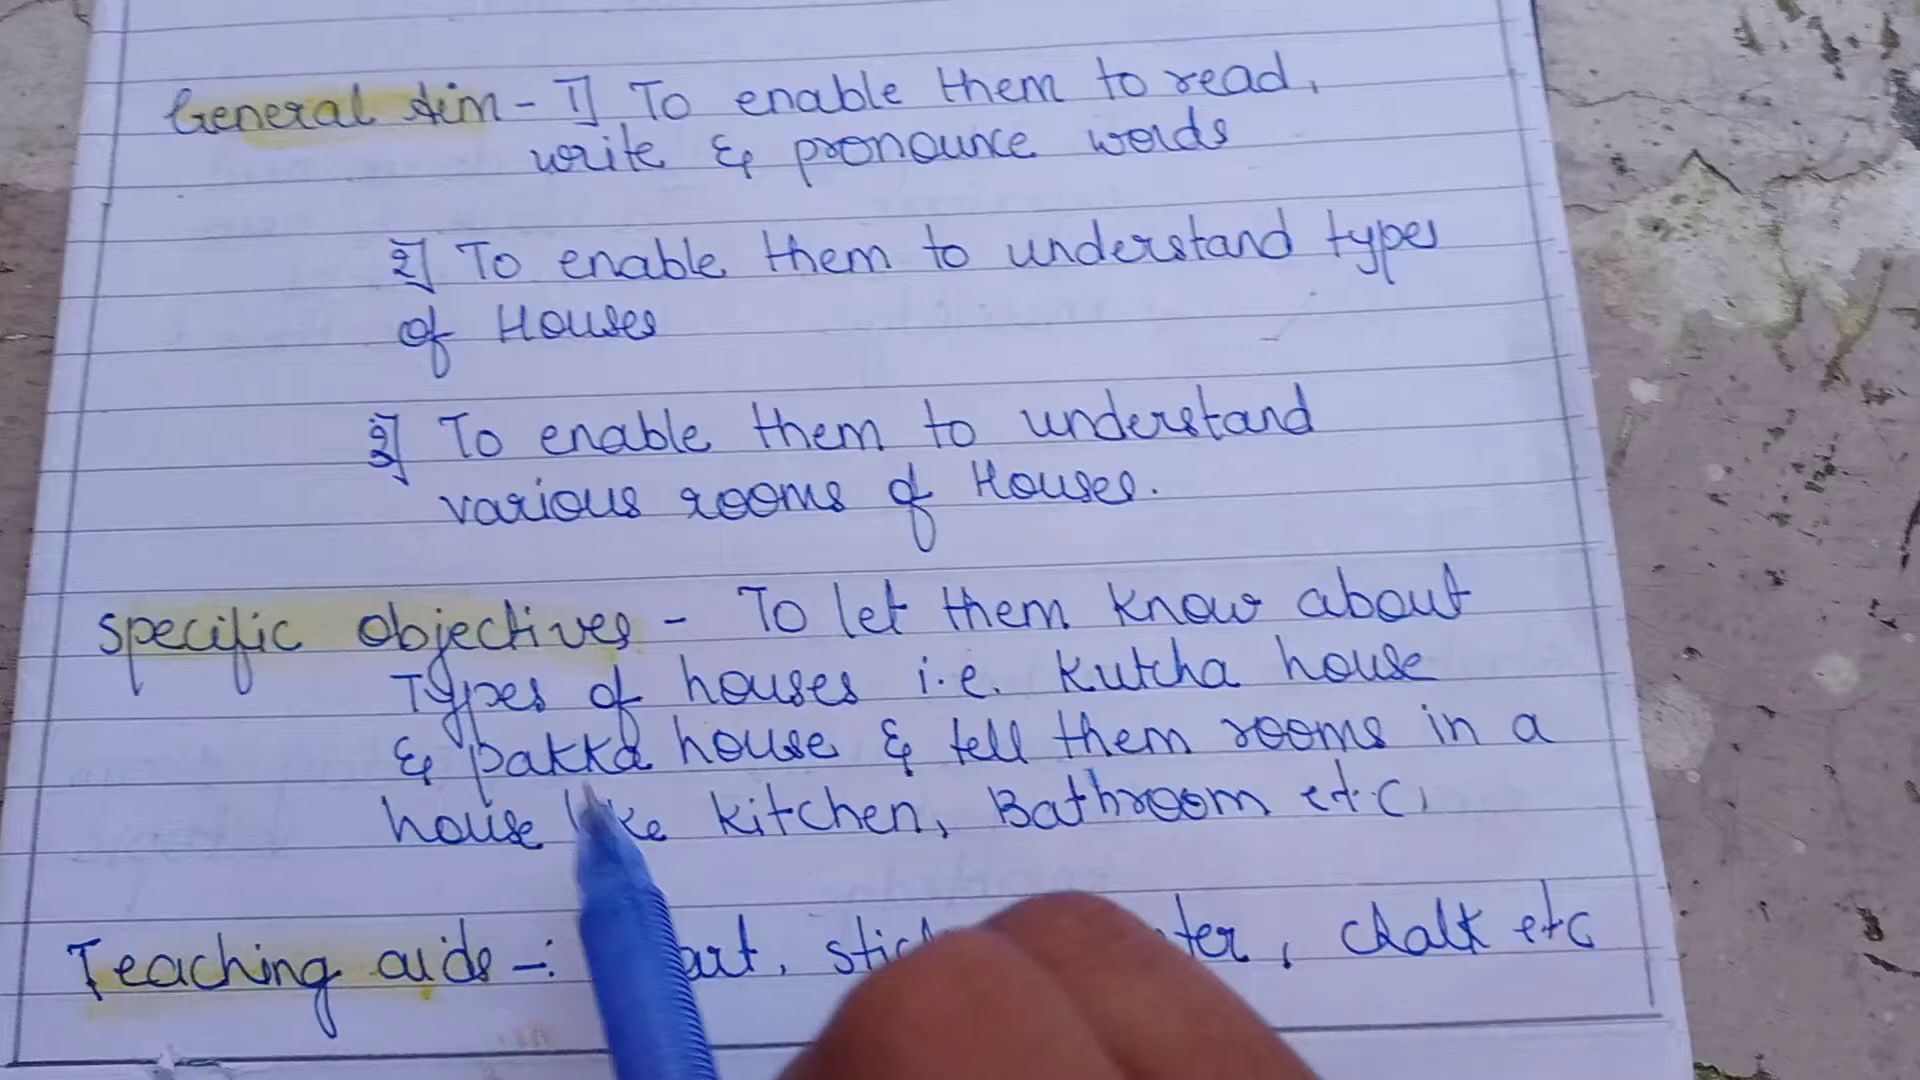 General Aim - 1] To enable them to read,
write & pronounce words
2] To enable them to understand types
of Houses
3] To enable them to understand
various rooms of Houses.
Specific objectives - To let them know about
Types of houses i.e. Kutcha house
& pakka house & tell them rooms in a
house like kitchen, Bathroom etc,
Teaching aids -: , chalk etc